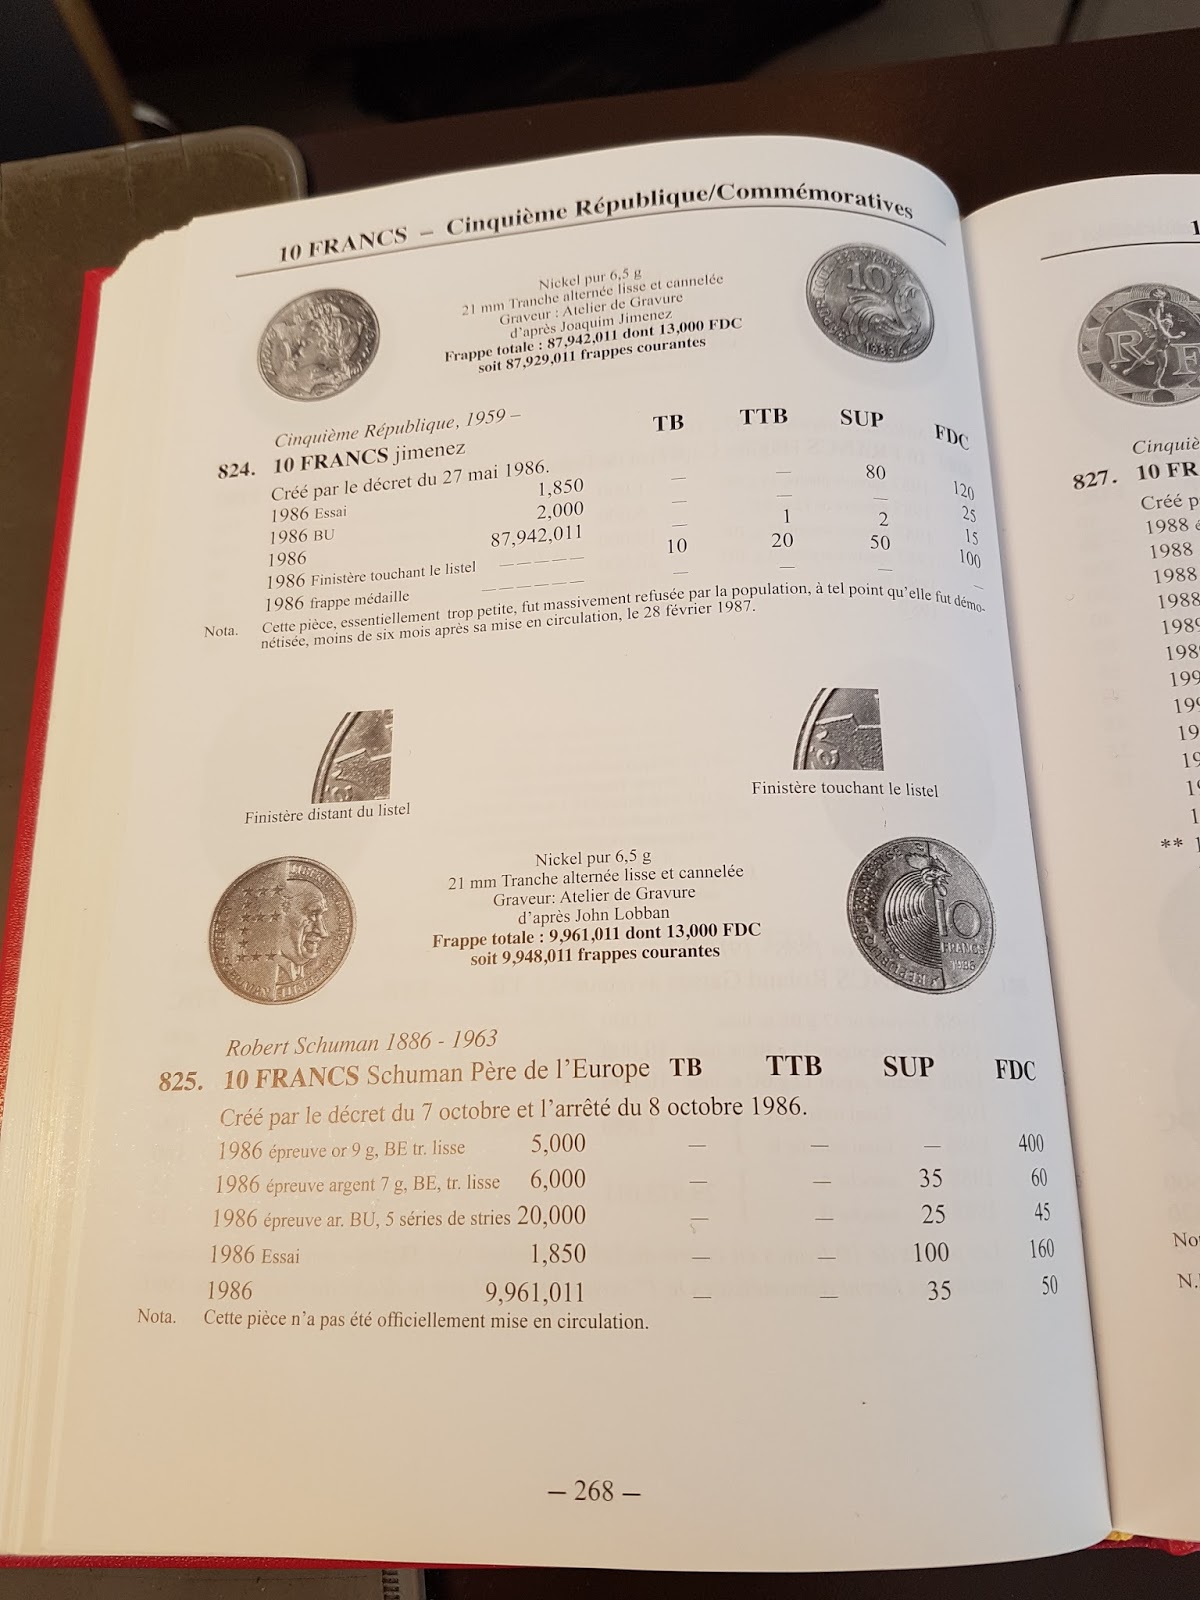 10 FRANCS – Cinquième République/Commémoratives
Nickel pur 6,5 g
21 mm Tranche alternée lisse et cannelée
Graveur : Atelier de Gravure
d'après Joaquim Jimenez
Frappe totale : 87,942,011 dont 13,000 FDC
soit 87,929,011 frappes courantes
Cinquième République, 1959 –
824. 10 FRANCS jimenez TB TTB SUP FDC
Créé par le décret du 27 mai 1986.
1986 Essai 1,850 — — 80 120
1986 BU 2,000 — — — 25
1986 87,942,011 — 1 2 15
1986 Finistère touchant le listel ————— 10 20 50 100
1986 frappe médaille ————— — — — —
Nota. Cette pièce, essentiellement trop petite, fut massivement refusée par la population, à tel point qu'elle fut démo-
nétisée, moins de six mois après sa mise en circulation, le 28 février 1987.
Finistère distant du listel
Finistère touchant le listel
Nickel pur 6,5 g
21 mm Tranche alternée lisse et cannelée
Graveur: Atelier de Gravure
d'après John Lobban
Frappe totale : 9,961,011 dont 13,000 FDC
soit 9,948,011 frappes courantes
10
FRANCS
1986
Robert Schuman 1886 - 1963
825. 10 FRANCS Schuman Père de l'Europe TB TTB SUP FDC
Créé par le décret du 7 octobre et l'arrêté du 8 octobre 1986.
1986 épreuve or 9 g, BE tr. lisse 5,000 — — — 400
1986 épreuve argent 7 g, BE, tr. lisse 6,000 — — 35 60
1986 épreuve ar. BU, 5 séries de stries 20,000 — — 25 45
1986 Essai 1,850 — — 100 160
1986 9,961,011 — — 35 50
Nota. Cette pièce n'a pas été officiellement mise en circulation.
— 268 —
R F
827. 10 FR
1988
1988
1988
1988
1989
**